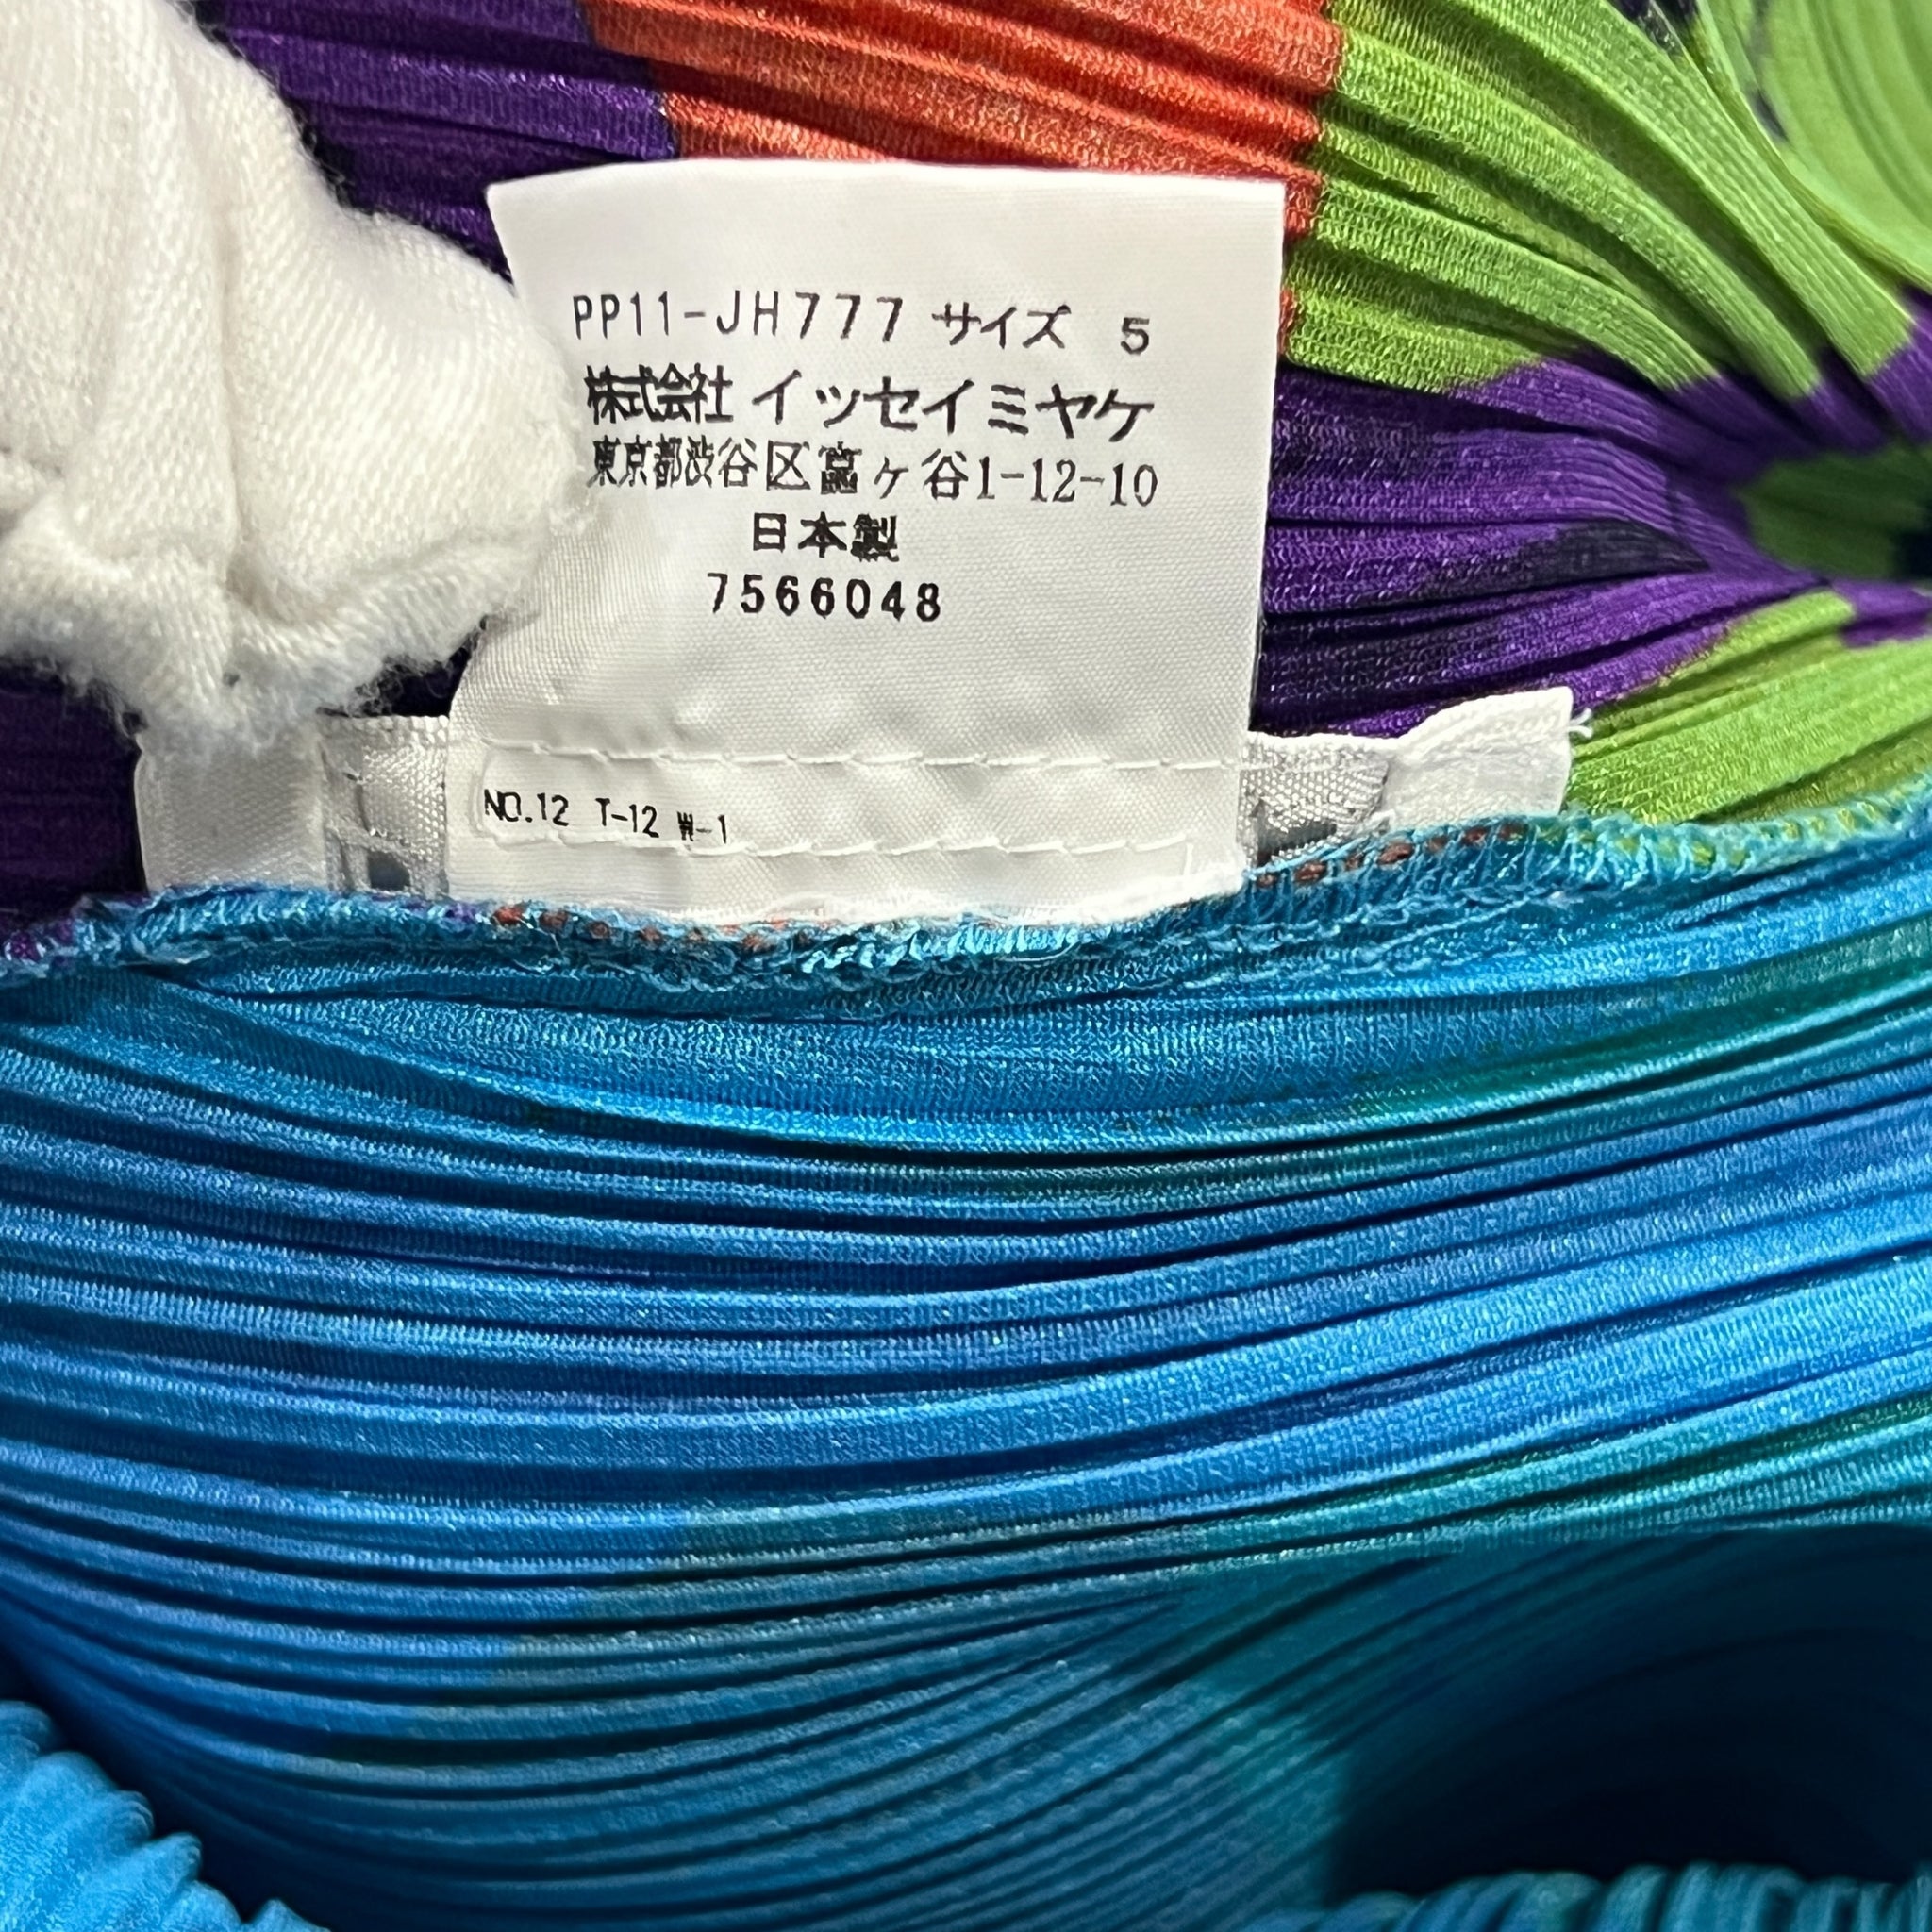 PP11-JH777 サイズ 5
株式会社 イッセイミヤケ
東京都渋谷区富ヶ谷1-12-10
日本製
7566048
NO.12 T-12 W-1